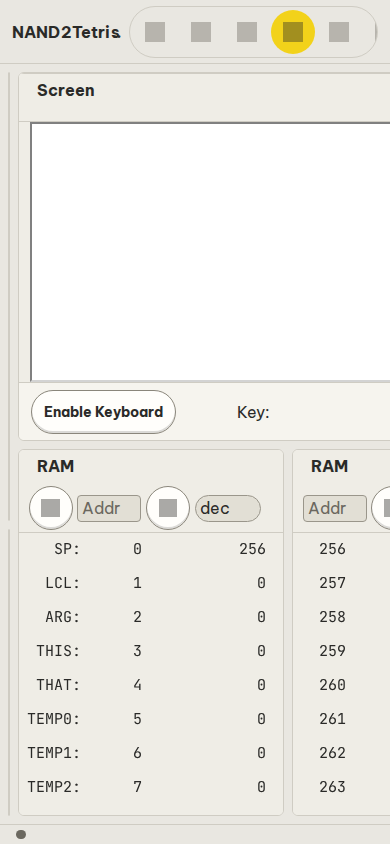 NAND2Tetris
Screen
Enable Keyboard
Key:
RAM
Addr
dec
SP: 0 256
LCL: 1 0
ARG: 2 0
THIS: 3 0
THAT: 4 0
TEMP0: 5 0
TEMP1: 6 0
TEMP2: 7 0
RAM
Addr
256
257
258
259
260
261
262
263